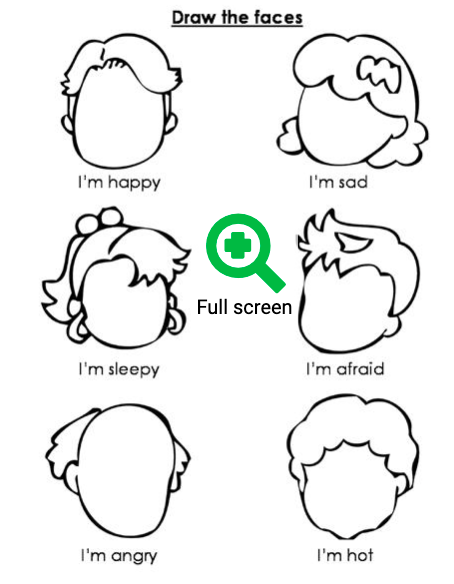 Draw the faces
I'm happy
I'm sad
Full screen
I'm sleepy
I'm afraid
I'm angry
I'm hot